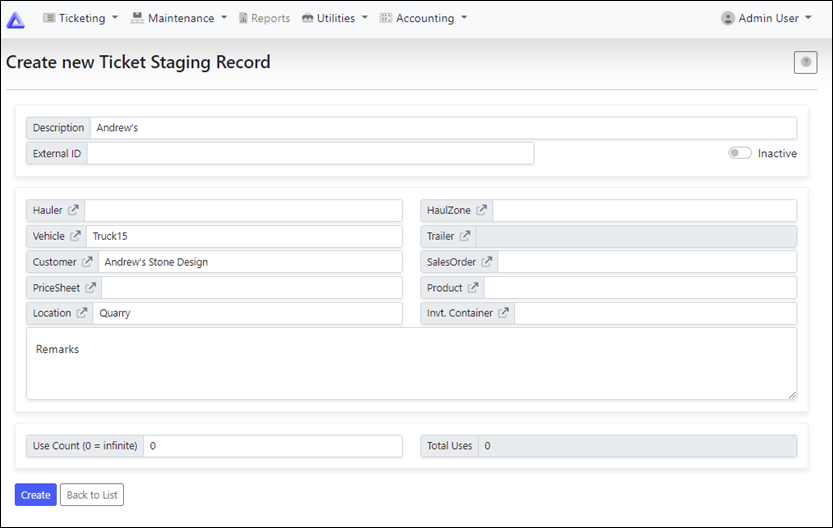 Ticketing Maintenance Reports Utilities Accounting Admin User
Create new Ticket Staging Record
Description Andrew's
External ID Inactive
Hauler HaulZone
Vehicle Truck15 Trailer
Customer Andrew's Stone Design SalesOrder
PriceSheet Product
Location Quarry Invt. Container
Remarks
Use Count (0 = infinite) 0 Total Uses 0
Create Back to List